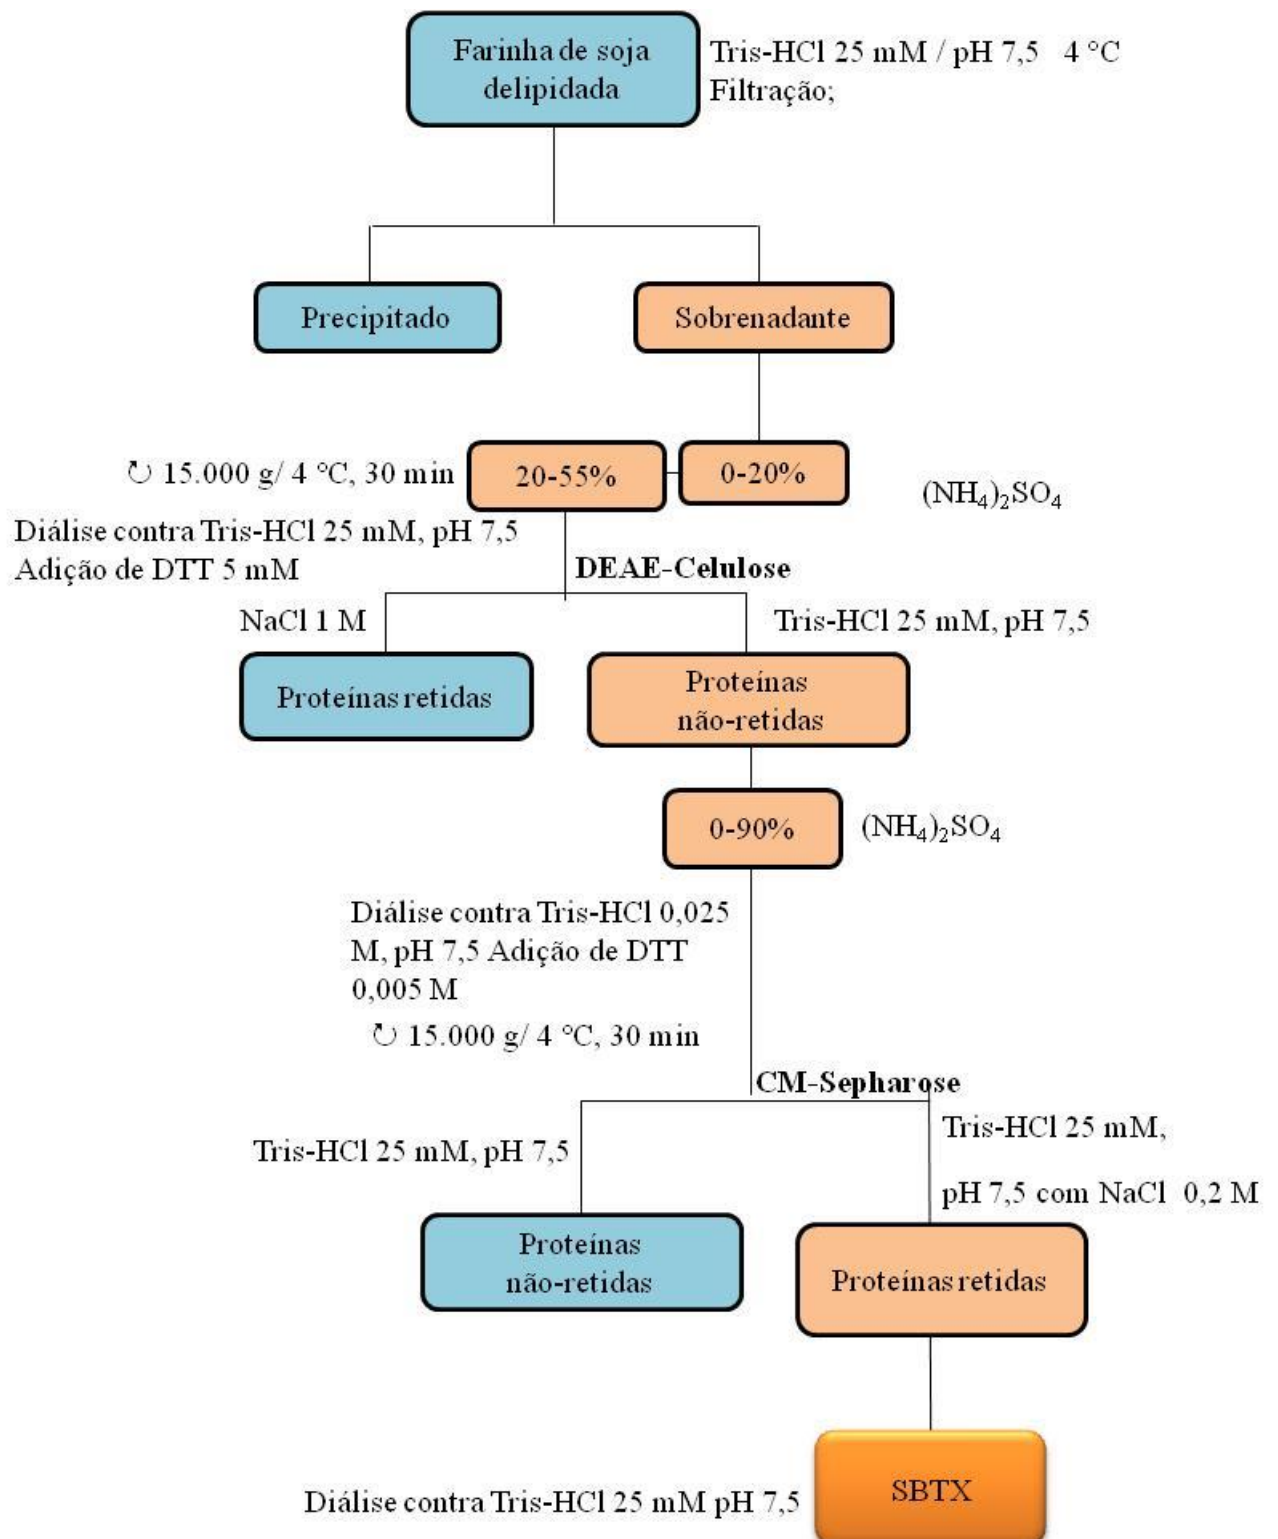 Farinha de soja
delipidada
Tris-HCl 25 mM / pH 7,5   4 °C
Filtração;
Precipitado
Sobrenadante
↻ 15.000 g/ 4 °C, 30 min
20-55%
0-20%
(NH₄)₂SO₄
Diálise contra Tris-HCl 25 mM, pH 7,5
Adição de DTT 5 mM
DEAE-Celulose
NaCl 1 M
Tris-HCl 25 mM, pH 7,5
Proteínas retidas
Proteínas
não-retidas
0-90%
(NH₄)₂SO₄
Diálise contra Tris-HCl 0,025
M, pH 7,5 Adição de DTT
0,005 M
↻ 15.000 g/ 4 °C, 30 min
CM-Sepharose
Tris-HCl 25 mM, pH 7,5
Tris-HCl 25 mM,
pH 7,5 com NaCl  0,2 M
Proteínas
não-retidas
Proteínas retidas
Diálise contra Tris-HCl 25 mM pH 7,5
SBTX